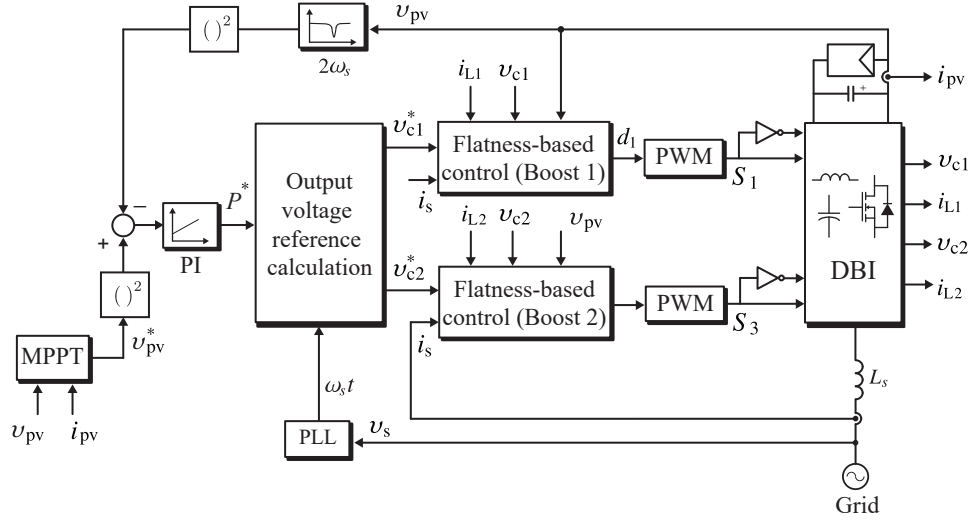 ( )²
2ωₛ
υpv
iL1
υc1
υ*c1
Flatness-based
control (Boost 1)
iₛ
d₁
PWM
S₁
ipv
Output
voltage
reference
calculation
P*
−
+
PI
( )²
υ*pv
MPPT
υpv
ipv
υ*c2
iL2
υc2
υpv
Flatness-based
control (Boost 2)
iₛ
PWM
S₃
+
DBI
υc1
iL1
υc2
iL2
ωₛt
PLL
υₛ
Lₛ
Grid